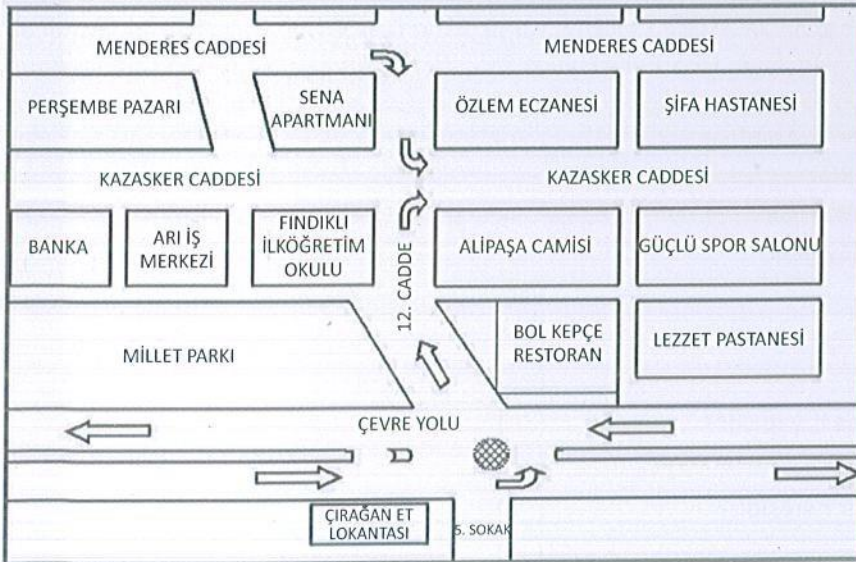 MENDERES CADDESİ
MENDERES CADDESİ
PERŞEMBE PAZARI
SENA
APARTMANI
ÖZLEM ECZANESİ
ŞİFA HASTANESİ
KAZASKER CADDESİ
KAZASKER CADDESİ
BANKA
ARI İŞ
MERKEZİ
FINDIKLI
İLKÖĞRETİM
OKULU
12. CADDE
ALİPAŞA CAMİSİ
GÜÇLÜ SPOR SALONU
MİLLET PARKI
BOL KEPÇE
RESTORAN
LEZZET PASTANESİ
ÇEVRE YOLU
ÇIRAĞAN ET
LOKANTASI
5. SOKAK